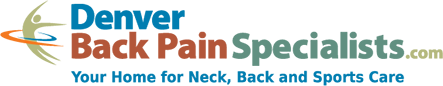 Denver
Back Pain Specialists.com
Your Home for Neck, Back and Sports Care